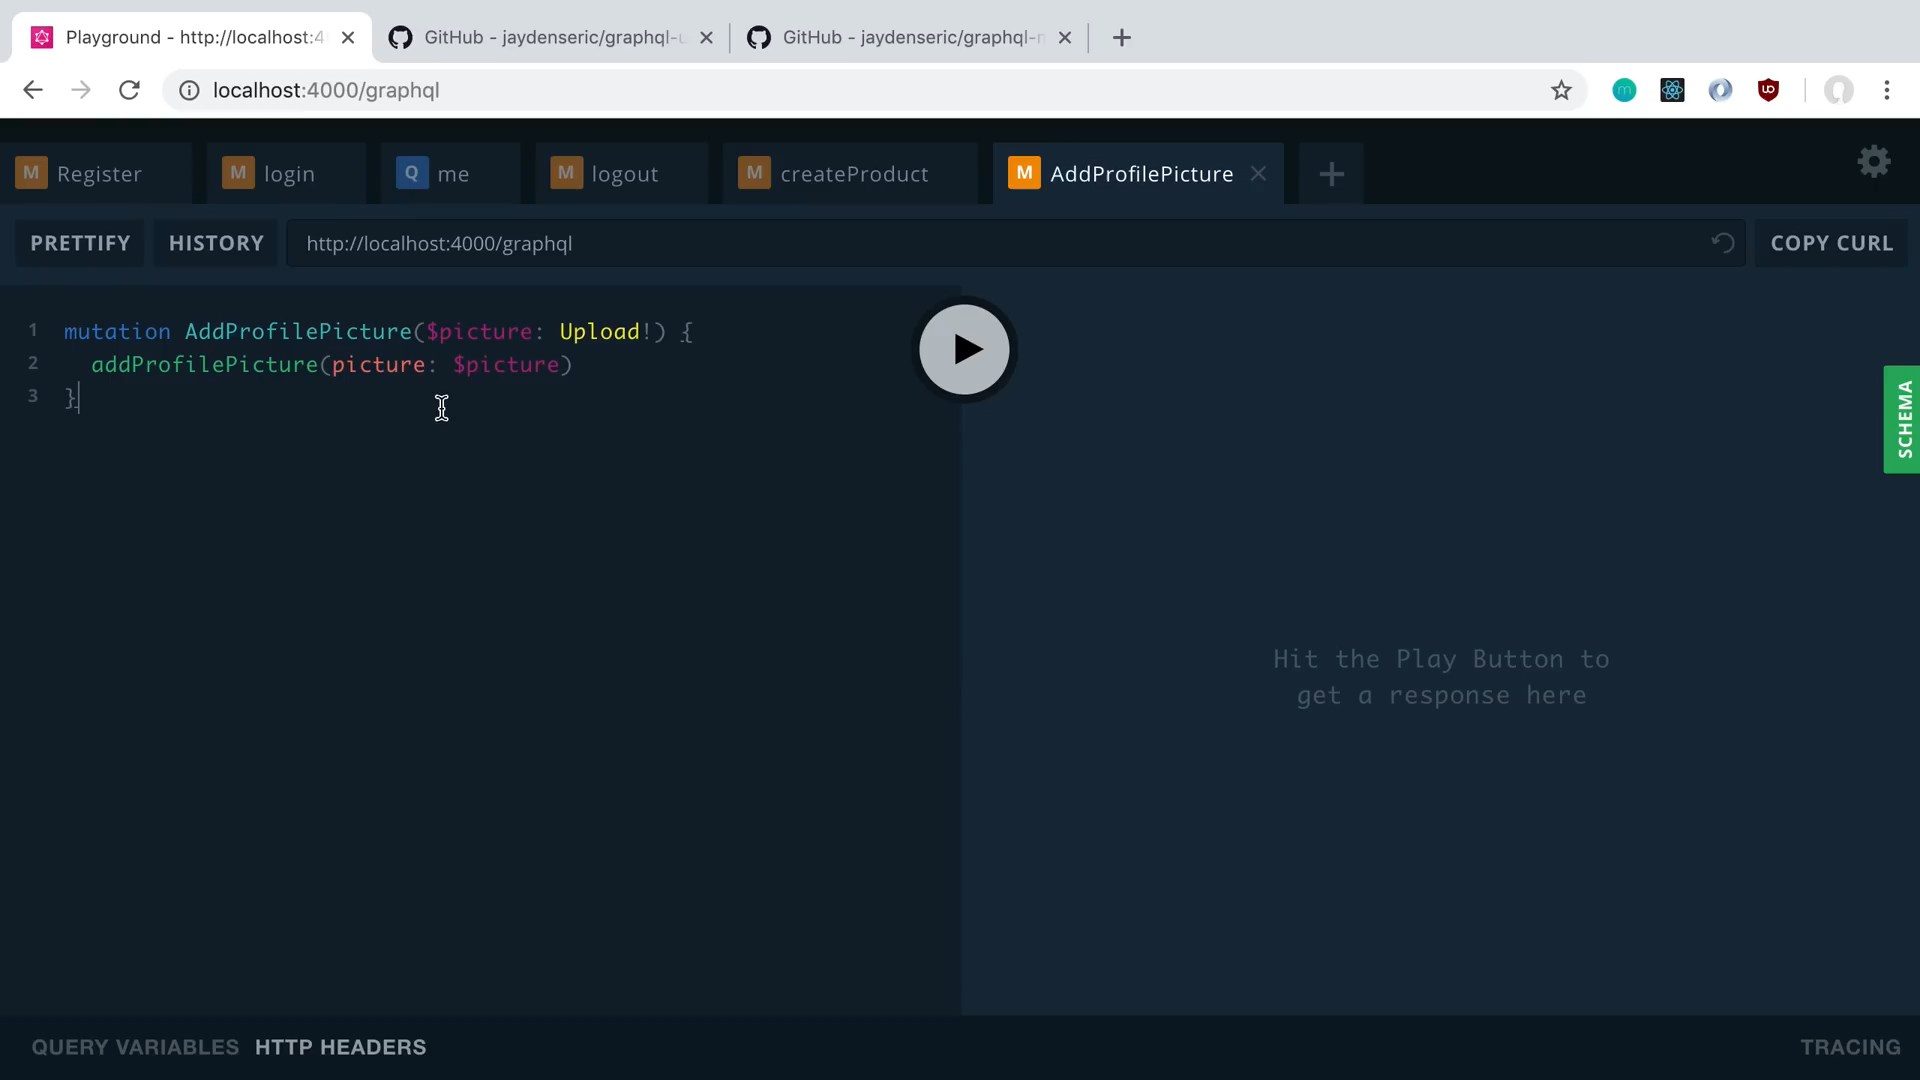 Playground - http://localhost:4
GitHub - jaydenseric/graphql-u
GitHub - jaydenseric/graphql-n
localhost:4000/graphql
M Register
M login
Q me
M logout
M createProduct
M AddProfilePicture
PRETTIFY
HISTORY
http://localhost:4000/graphql
COPY CURL
1 mutation AddProfilePicture($picture: Upload!) {
2 addProfilePicture(picture: $picture)
3 }
SCHEMA
Hit the Play Button to
get a response here
QUERY VARIABLES
HTTP HEADERS
TRACING